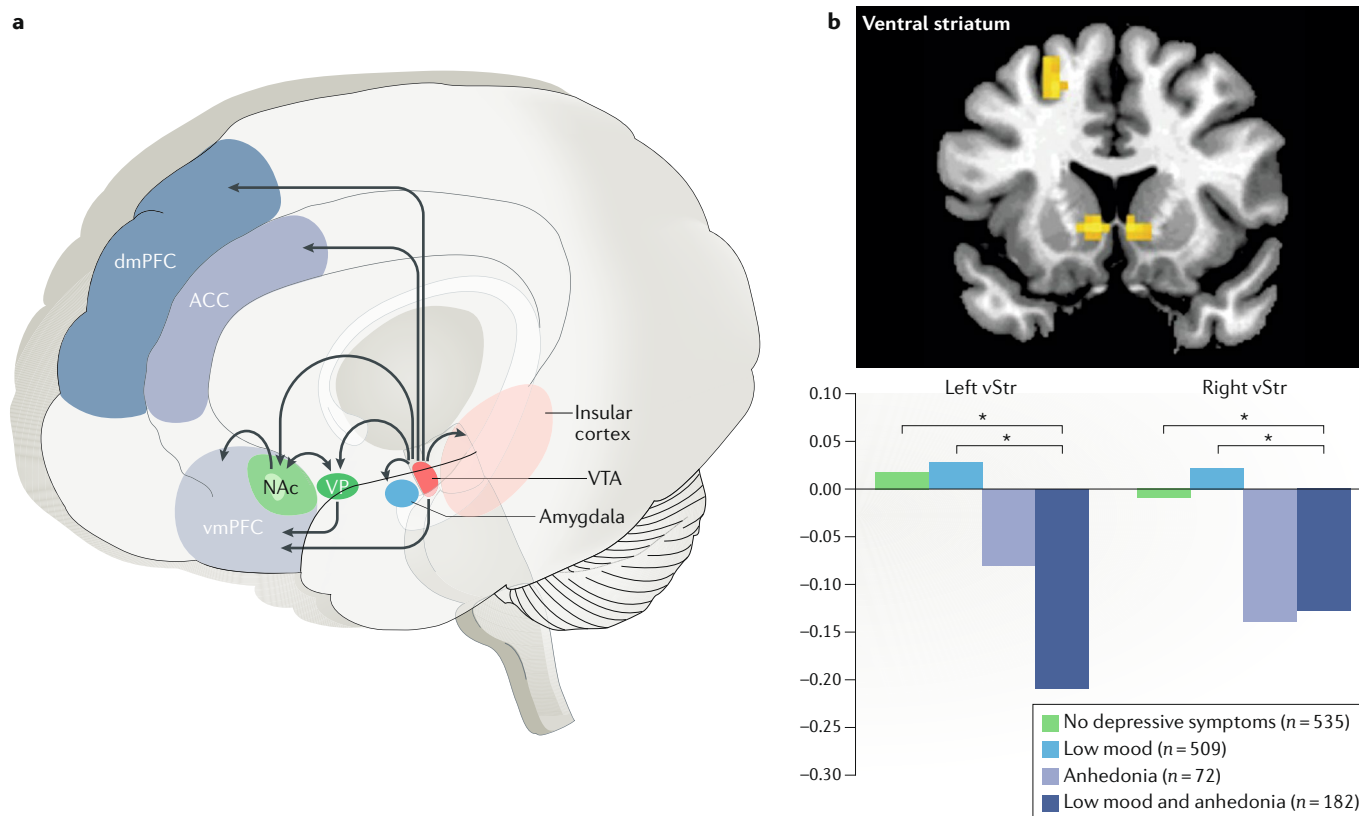 a
dmPFC
ACC
Insular
cortex
NAc
VP
VTA
vmPFC
Amygdala
b
Ventral striatum
Left vStr
Right vStr
0.10
0.05
0.00
–0.05
–0.10
–0.15
–0.20
–0.25
–0.30
*
*
*
*
No depressive symptoms (n = 535)
Low mood (n = 509)
Anhedonia (n = 72)
Low mood and anhedonia (n = 182)